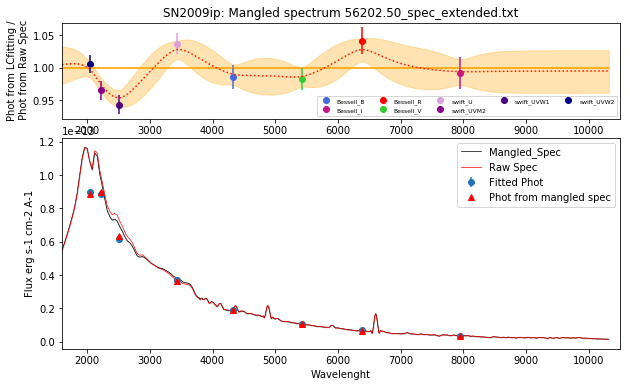 SN2009ip: Mangled spectrum 56202.50_spec_extended.txt
Phot from LCfitting /
Phot from Raw Spec
1.05
1.00
0.95
Bessell_B
Bessell_R
swift_U
swift_UVW1
swift_UVW2
Bessell_I
Bessell_V
swift_UVM2
2000 3000 4000 5000 6000 7000 8000 9000 10000
1e−13
Flux erg s-1 cm-2 A-1
1.2
1.0
0.8
0.6
0.4
0.2
0.0
Mangled_Spec
Raw Spec
Fitted Phot
Phot from mangled spec
2000 3000 4000 5000 6000 7000 8000 9000 10000
Wavelenght